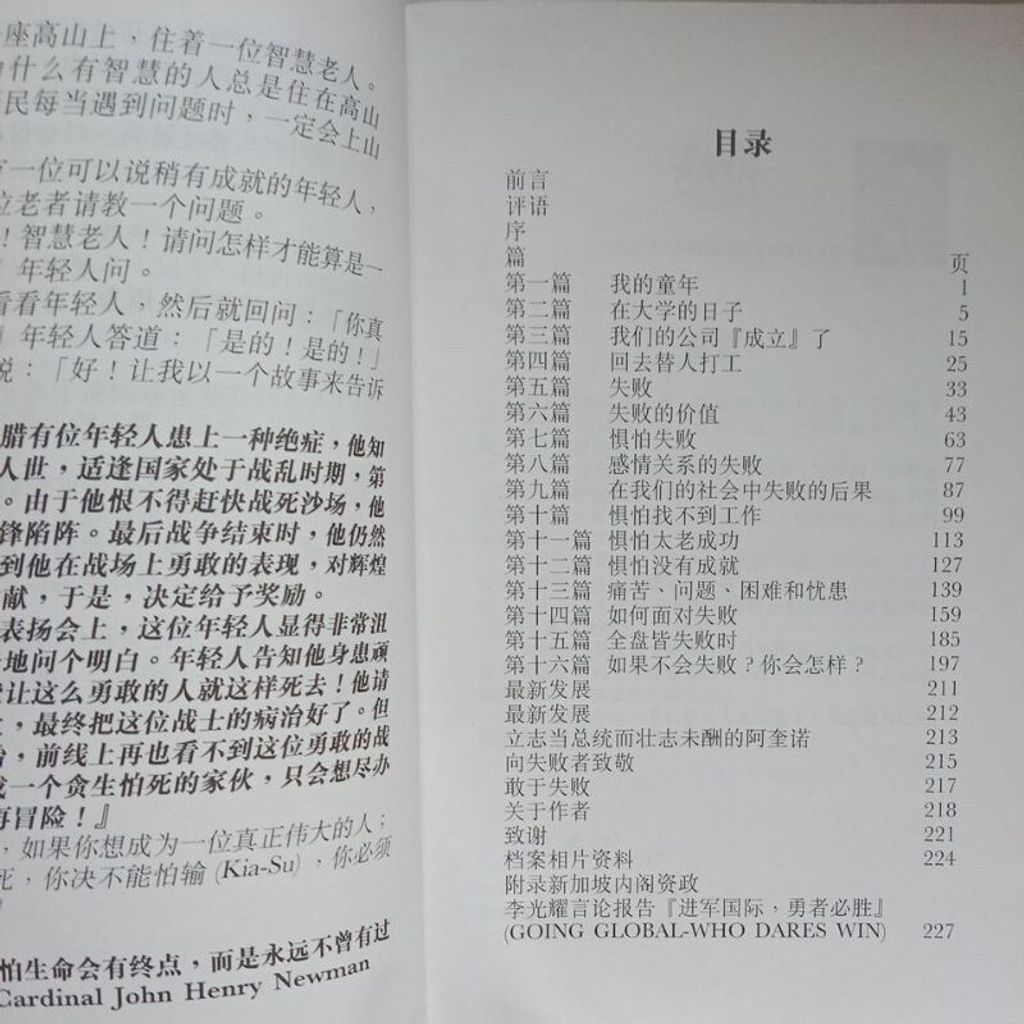 座高山上，住着一位智慧老人。
什么有智慧的人总是住在高山
民每当遇到问题时，一定会上山
一位可以说稍有成就的年轻人，
位老者请教一个问题。
！智慧老人！请问怎样才能算是一
年轻人问。
看看年轻人，然后就回问：「你真
」年轻人答道：「是的！是的！」
说：「好！让我以一个故事来告诉
腊有位年轻人患上一种绝症，他知
人世，适逢国家处于战乱时期，第
。由于他恨不得赶快战死沙场，他
锋陷阵。最后战争结束时，他仍然
到他在战场上勇敢的表现，对辉煌
献，于是，决定给予奖励。
表扬会上，这位年轻人显得非常沮
地问个明白。年轻人告知他身患顽
让这么勇敢的人就这样死去！他请
，最终把这位战士的病治好了。但
，前线上再也看不到这位勇敢的战
一个贪生怕死的家伙，只会想尽办
再冒险！』
，如果你想成为一位真正伟大的人；
死，你决不能怕输 (Kia-Su)，你必须
怕生命会有终点，而是永远不曾有过
Cardinal John Henry Newman
目录
前言
评语
序
篇 页
第一篇 我的童年 1
第二篇 在大学的日子 5
第三篇 我们的公司『成立』了 15
第四篇 回去替人打工 25
第五篇 失败 33
第六篇 失败的价值 43
第七篇 惧怕失败 63
第八篇 感情关系的失败 77
第九篇 在我们的社会中失败的后果 87
第十篇 惧怕找不到工作 99
第十一篇 惧怕太老成功 113
第十二篇 惧怕没有成就 127
第十三篇 痛苦、问题、困难和忧患 139
第十四篇 如何面对失败 159
第十五篇 全盘皆失败时 185
第十六篇 如果不会失败？你会怎样？ 197
最新发展 211
最新发展 212
立志当总统而壮志未酬的阿奎诺 213
向失败者致敬 215
敢于失败 217
关于作者 218
致谢 221
档案相片资料 224
附录新加坡内阁资政
李光耀言论报告『进军国际，勇者必胜』
(GOING GLOBAL-WHO DARES WIN) 227